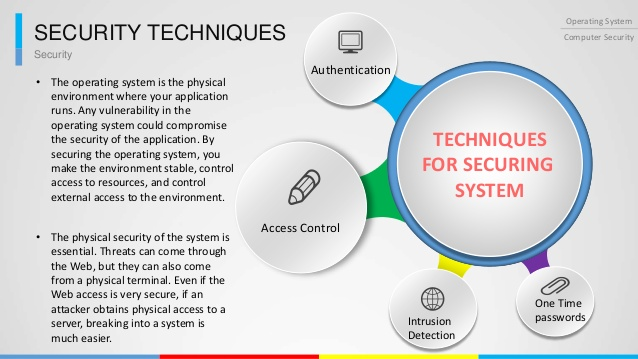 SECURITY TECHNIQUES
Security
Operating System
Computer Security
• The operating system is the physical
environment where your application
runs. Any vulnerability in the
operating system could compromise
the security of the application. By
securing the operating system, you
make the environment stable, control
access to resources, and control
external access to the environment.
• The physical security of the system is
essential. Threats can come through
the Web, but they can also come
from a physical terminal. Even if the
Web access is very secure, if an
attacker obtains physical access to a
server, breaking into a system is
much easier.
Authentication
Access Control
TECHNIQUES
FOR SECURING
SYSTEM
Intrusion
Detection
One Time
passwords